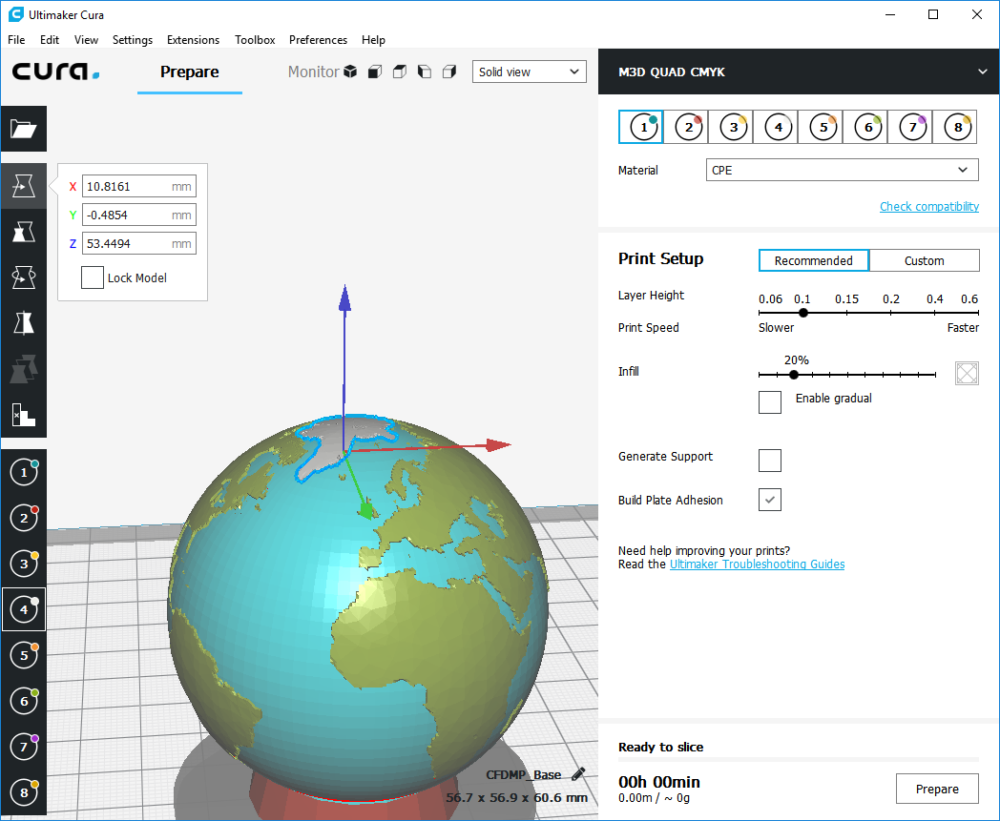 Ultimaker Cura
File Edit View Settings Extensions Toolbox Preferences Help
cura. Prepare Monitor Solid view
M3D QUAD CMYK
1 2 3 4 5 6 7 8
Material CPE
Check compatibility
X 10.8161 mm
Y -0.4854 mm
Z 53.4494 mm
Lock Model
Print Setup Recommended Custom
Layer Height 0.06 0.1 0.15 0.2 0.4 0.6
Print Speed Slower Faster
Infill 20%
Enable gradual
Generate Support
Build Plate Adhesion
Need help improving your prints?
Read the Ultimaker Troubleshooting Guides
1
2
3
4
5
6
7
8
CFDMP_Base
56.7 x 56.9 x 60.6 mm
Ready to slice
00h 00min
0.00m / ~ 0g
Prepare